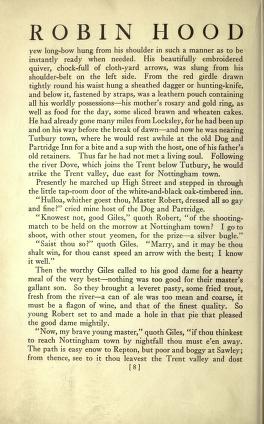 ROBIN HOOD
yew long-bow hung from his shoulder in such a manner as to be
instantly ready when needed. His beautifully embroidered
quiver, chock-full of cloth-yard arrows, was slung from his
shoulder-belt on the left side. From the red girdle drawn
tightly round his waist hung a sheathed dagger or hunting-knife,
and below it, fastened by straps, was a leathern pouch containing
all his worldly possessions—his mother's rosary and gold ring, as
well as food for the day, some sliced brawn and wheaten cakes.
He had already gone many miles from Locksley, for he had been up
and on his way before the break of dawn—and now he was nearing
Tutbury town, where he would rest awhile at the old Dog and
Partridge Inn for a bite and a sup with the host, one of his father's
old retainers. Thus far he had not met a living soul. Following
the river Dove, which joins the Trent below Tutbury, he would
strike the Trent valley, due east for Nottingham town.
Presently he marched up High Street and stepped in through
the little tap-room door of the white-and-black oak-timbered inn.
"Hulloa, whither goest thou, Master Robert, dressed all so gay
and fine!" cried mine host of the Dog and Partridge.
"Knowest not, good Giles," quoth Robert, "of the shooting-
match to be held on the morrow at Nottingham town? I go to
shoot, with other stout yeomen, for the prize—a silver bugle."
"Saist thou so?" quoth Giles. "Marry, and it may be thou
shalt win, for thou canst speed an arrow with the best; I know
it well."
Then the worthy Giles called to his good dame for a hearty
meal of the very best—nothing was too good for his master's
gallant son. So they brought a leveret pasty, some fried trout,
fresh from the river—a can of ale was too mean and coarse, it
must be a flagon of wine, and that of the finest quality. So
young Robert set to and made a hole in that pie that pleased
the good dame mightily.
"Now, my brave young master," quoth Giles, "if thou thinkest
to reach Nottingham town by nightfall thou must e'en away.
The path is easy enow to Repton, but poor and boggy at Sawley;
from thence, see to it thou leavest the Trent valley and dost
[8]